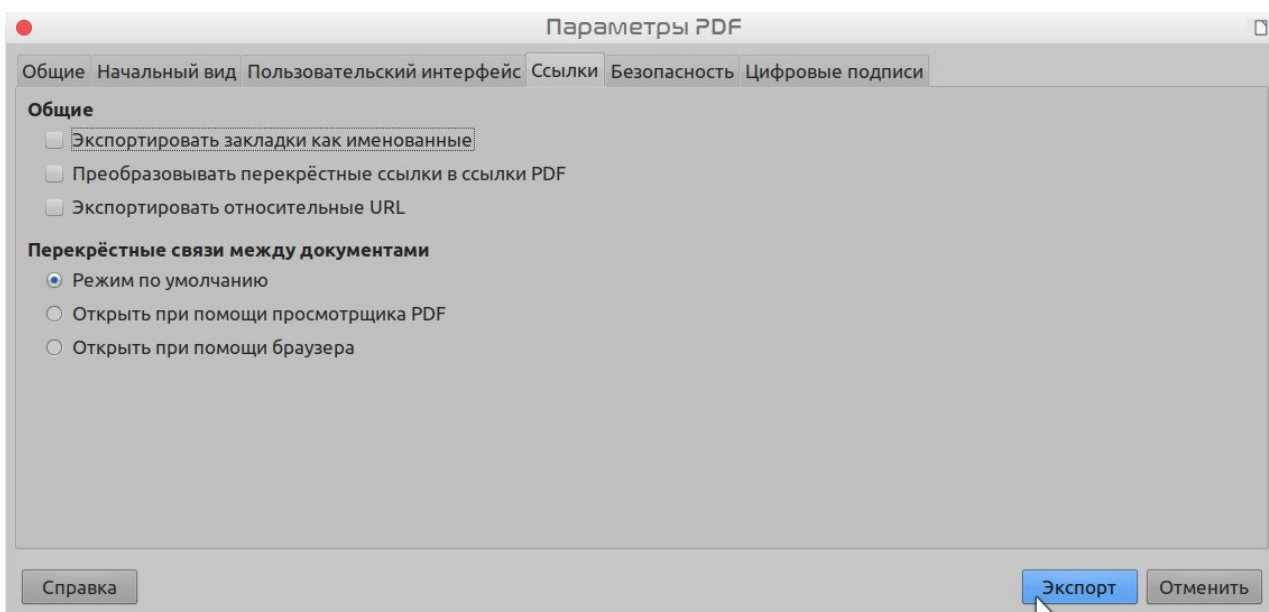 Параметры PDF
Общие Начальный вид Пользовательский интерфейс Ссылки Безопасность Цифровые подписи
Общие
Экспортировать закладки как именованные
Преобразовывать перекрёстные ссылки в ссылки PDF
Экспортировать относительные URL
Перекрёстные связи между документами
Режим по умолчанию
Открыть при помощи просмотрщика PDF
Открыть при помощи браузера
Справка Экспорт Отменить